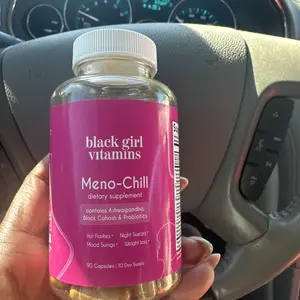 black girl
vitamins
Meno-Chill
dietary supplement
contains Ashwagandha,
Black Cohosh & Probiotics
Hot Flashes • Night Sweats
Mood Swings • Weight loss
90 Capsules | 30 Day Supply